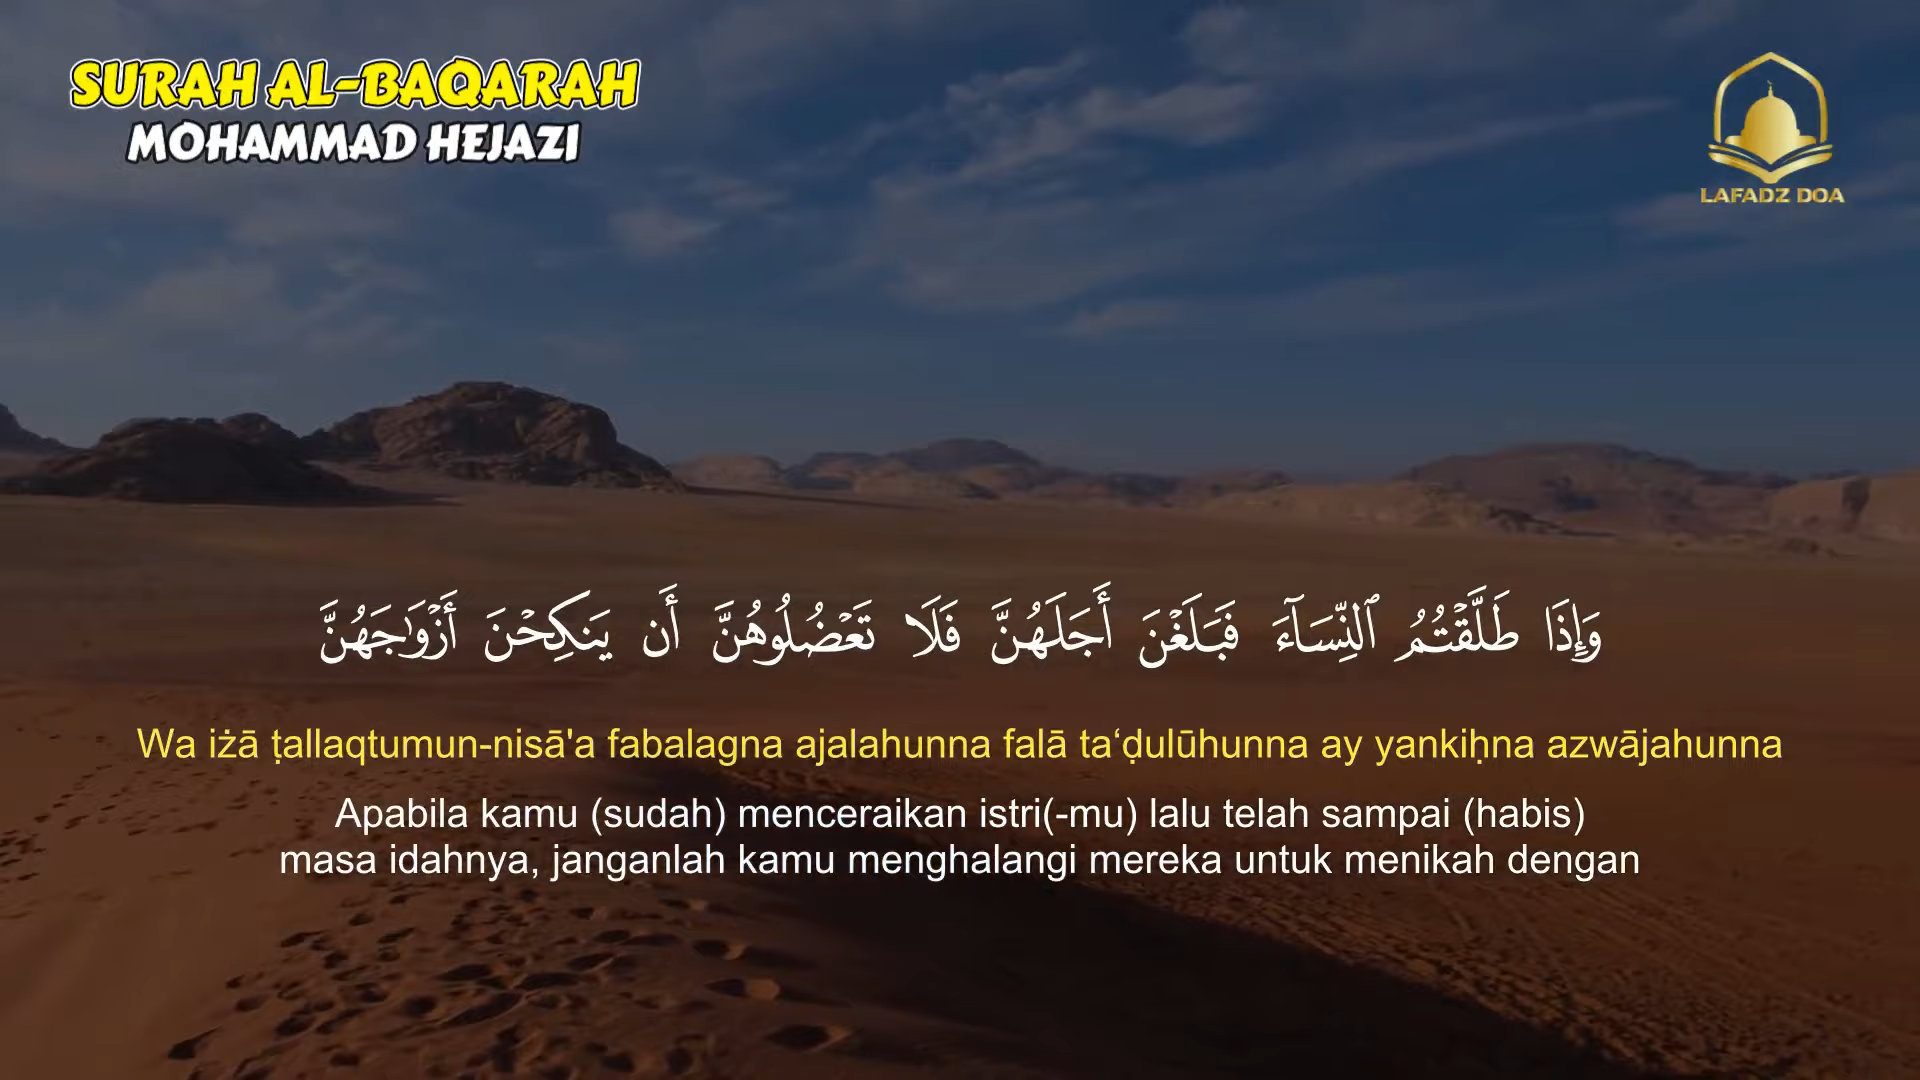 SURAH AL-BAQARAH
MOHAMMAD HEJAZI
LAFADZ DOA
وَإِذَا طَلَّقْتُمُ ٱلنِّسَآءَ فَبَلَغْنَ أَجَلَهُنَّ فَلَا تَعْضُلُوهُنَّ أَن يَنكِحْنَ أَزْوَٰجَهُنَّ
Wa iżā ṭallaqtumun-nisā'a fabalagna ajalahunna falā ta‘ḍulūhunna ay yankiḥna azwājahunna
Apabila kamu (sudah) menceraikan istri(-mu) lalu telah sampai (habis)
masa idahnya, janganlah kamu menghalangi mereka untuk menikah dengan